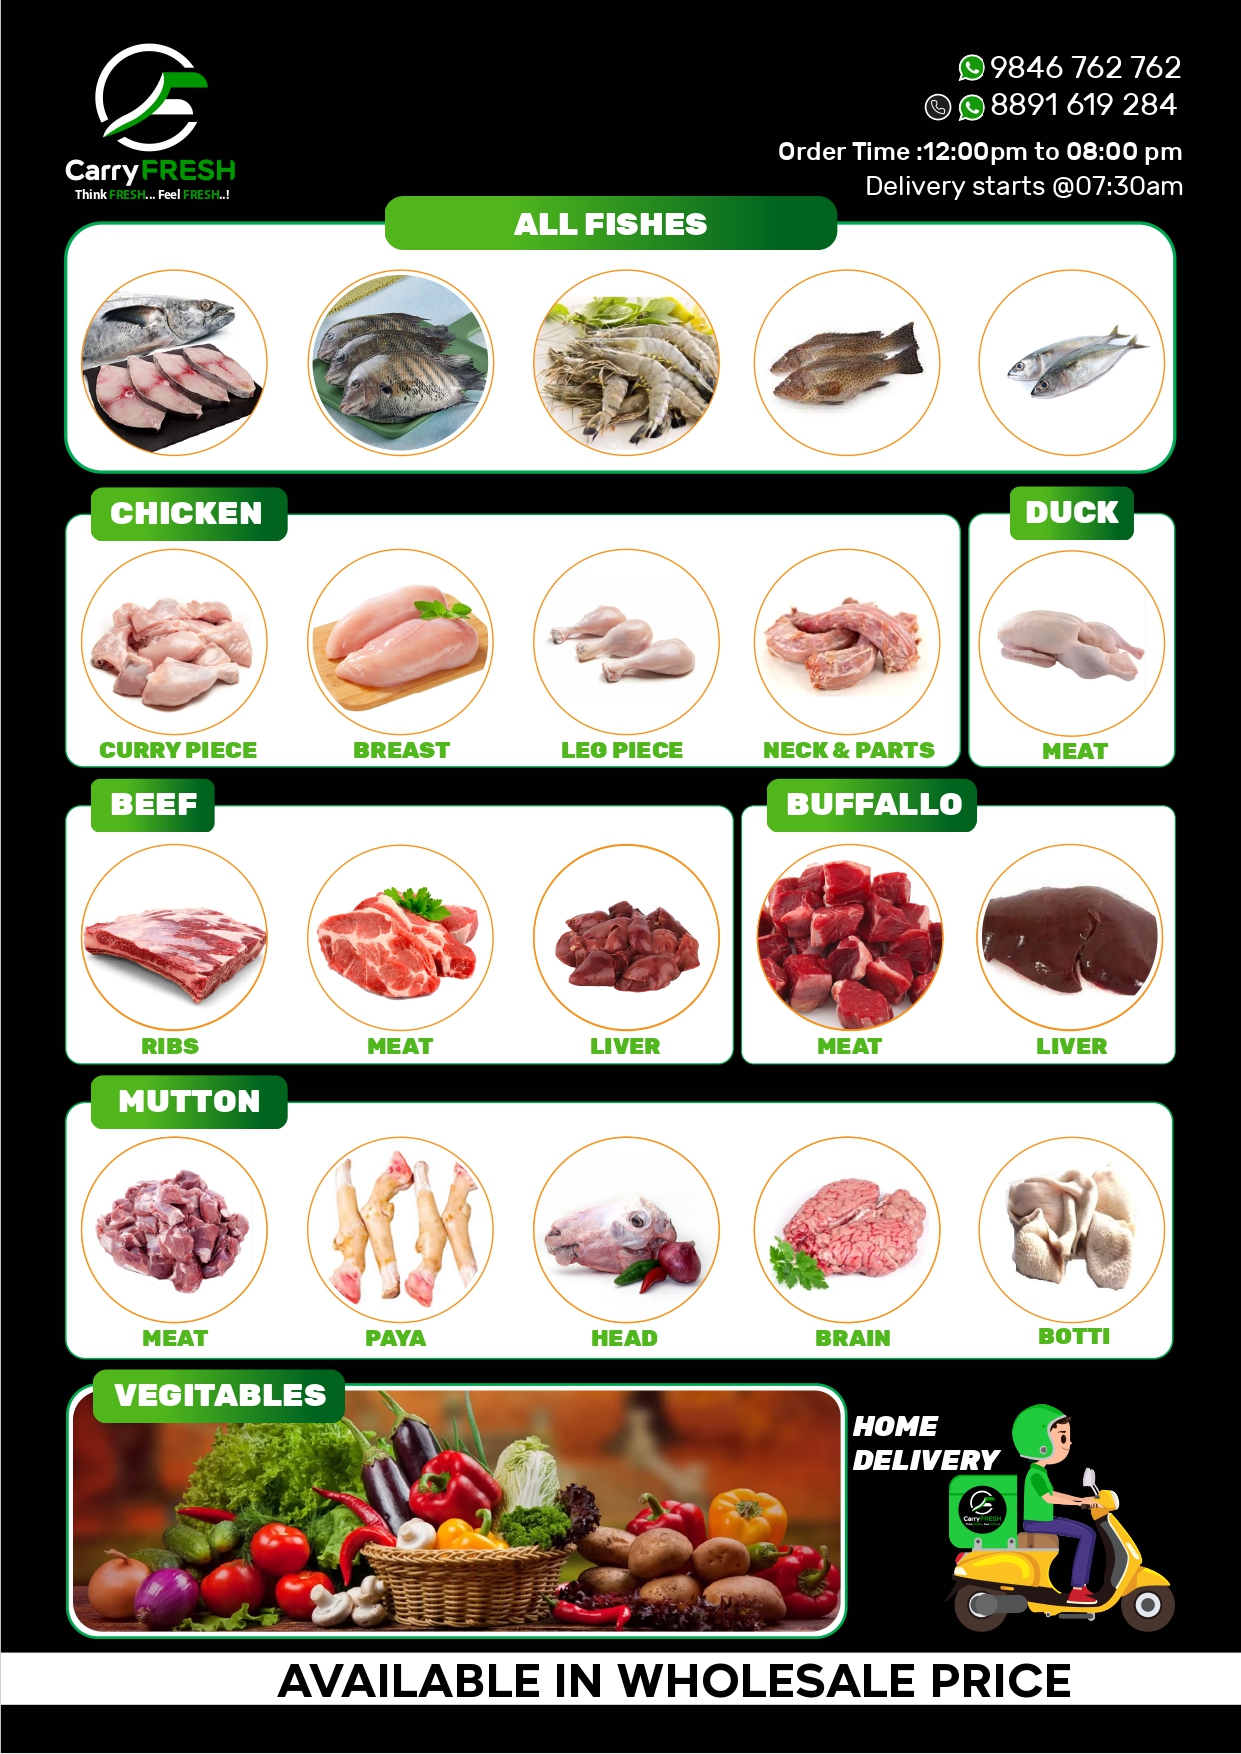 CarryFRESH
Think FRESH... Feel FRESH..!
9846 762 762
8891 619 284
Order Time :12:00pm to 08:00 pm
Delivery starts @07:30am
ALL FISHES
CHICKEN
CURRY PIECE
BREAST
LEG PIECE
NECK & PARTS
DUCK
MEAT
BEEF
RIBS
MEAT
LIVER
BUFFALLO
MEAT
LIVER
MUTTON
MEAT
PAYA
HEAD
BRAIN
BOTTI
VEGITABLES
HOME
DELIVERY
CarryFRESH
AVAILABLE IN WHOLESALE PRICE